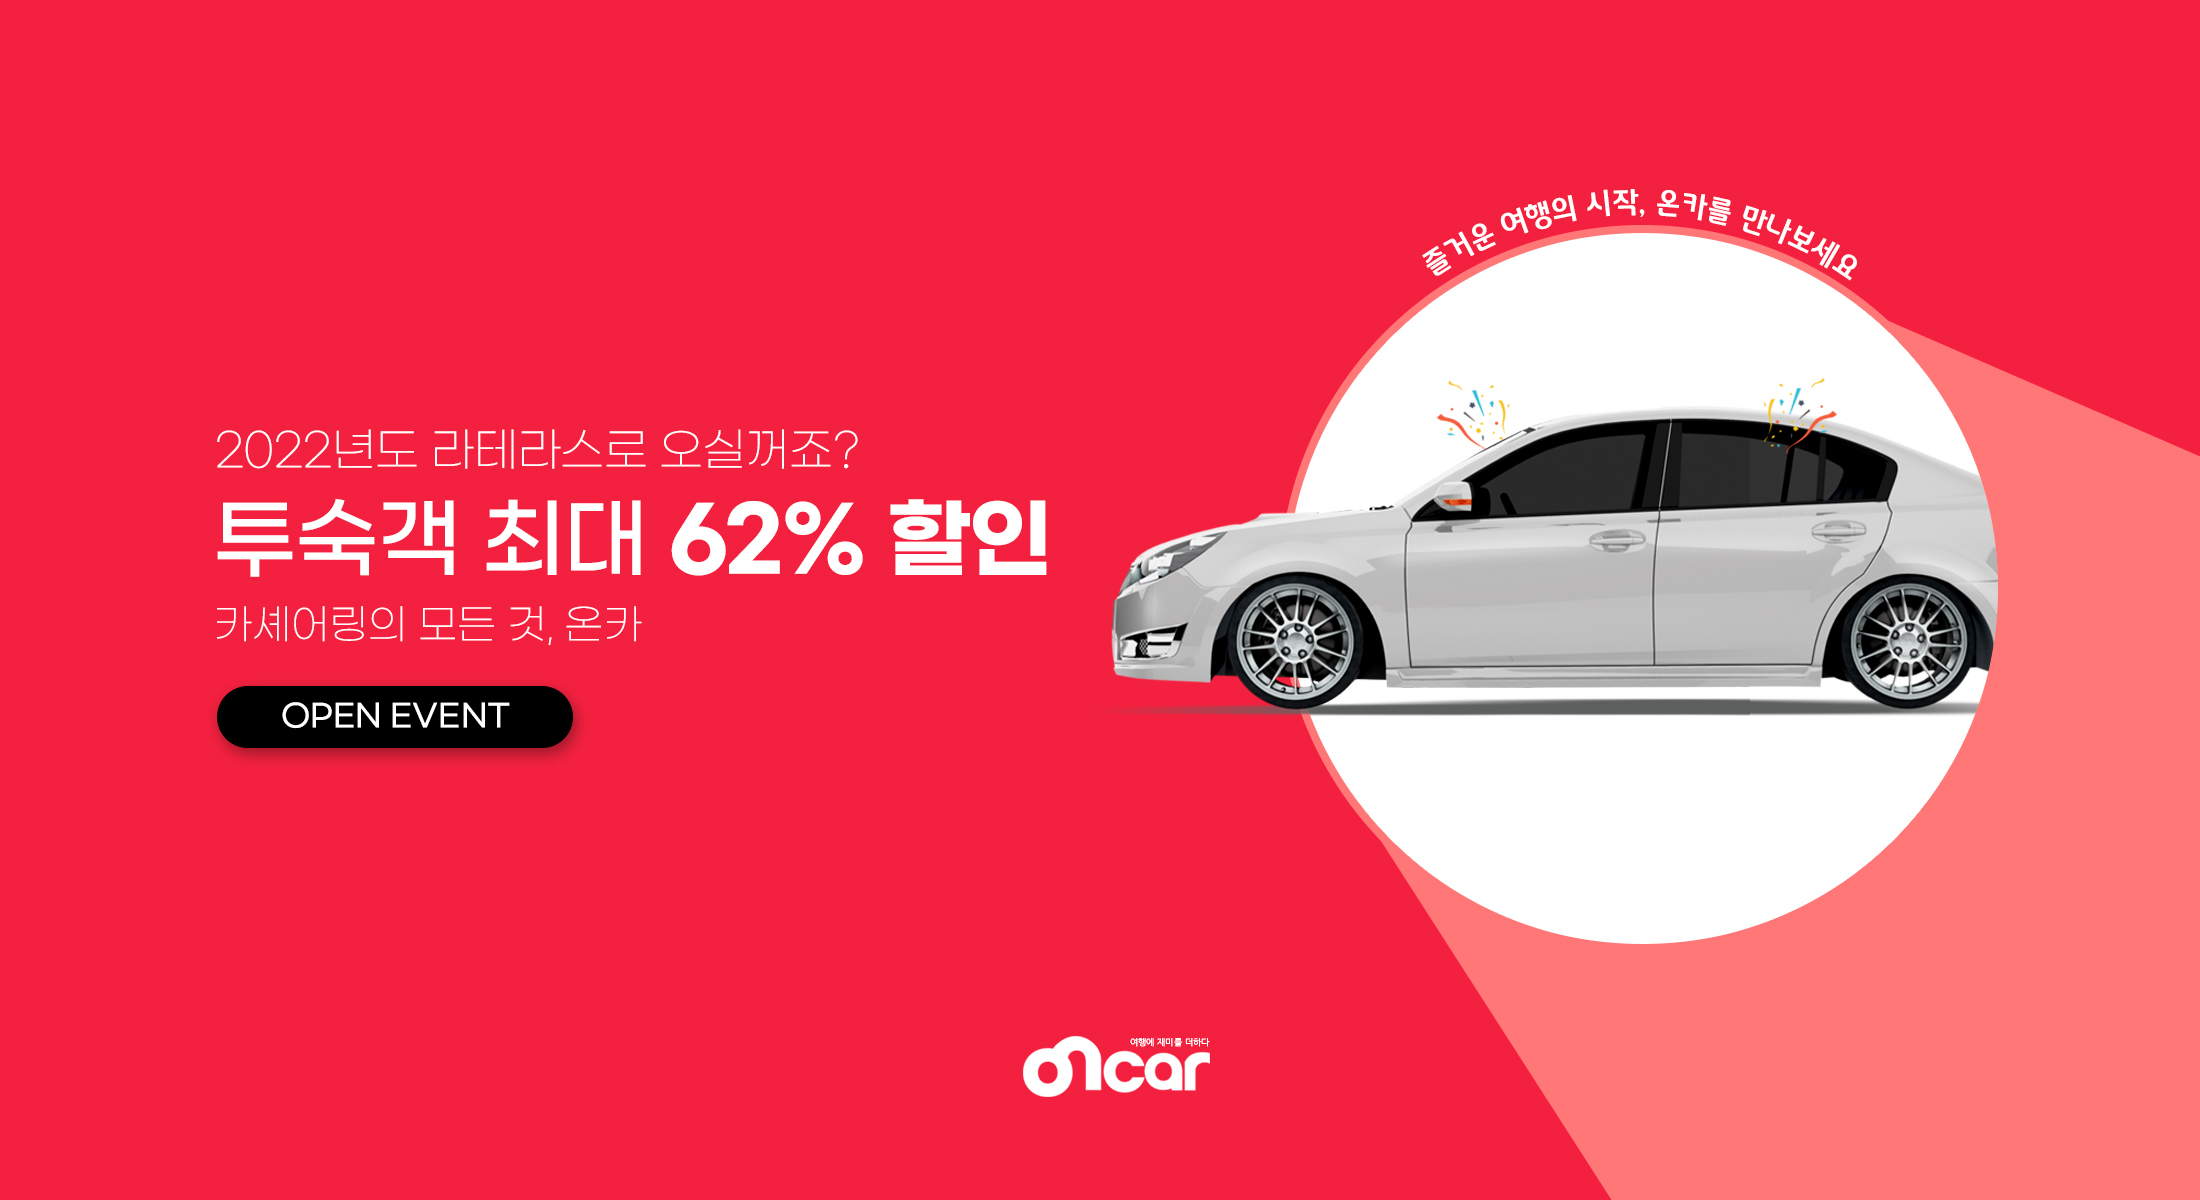 즐거운 여행의 시작, 온카를 만나보세요
2022년도 라테라스로 오실꺼죠?
투숙객 최대 62% 할인
카셰어링의 모든 것, 온카
OPEN EVENT
여행에 재미를 더하다
oncar